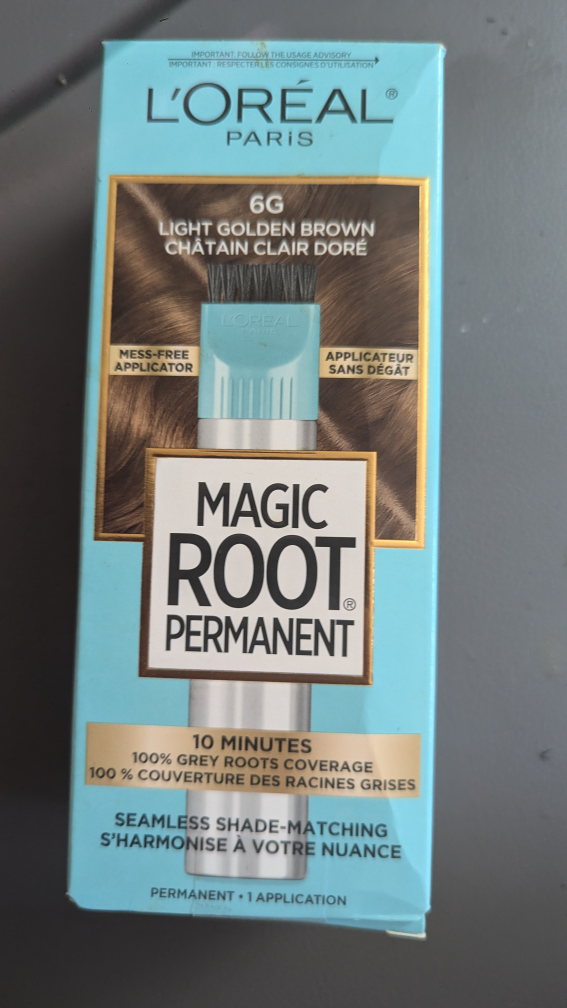 IMPORTANT: FOLLOW THE USAGE ADVISORY
IMPORTANT : RESPECTER LES CONSIGNES D'UTILISATION
L'ORÉAL®
PARiS
6G
LIGHT GOLDEN BROWN
CHÂTAIN CLAIR DORÉ
L'ORÉAL
PARIS
MESS-FREE
APPLICATOR
APPLICATEUR
SANS DÉGÂT
MAGIC
ROOT®
PERMANENT
10 MINUTES
100% GREY ROOTS COVERAGE
100 % COUVERTURE DES RACINES GRISES
SEAMLESS SHADE-MATCHING
S'HARMONISE À VOTRE NUANCE
PERMANENT • 1 APPLICATION